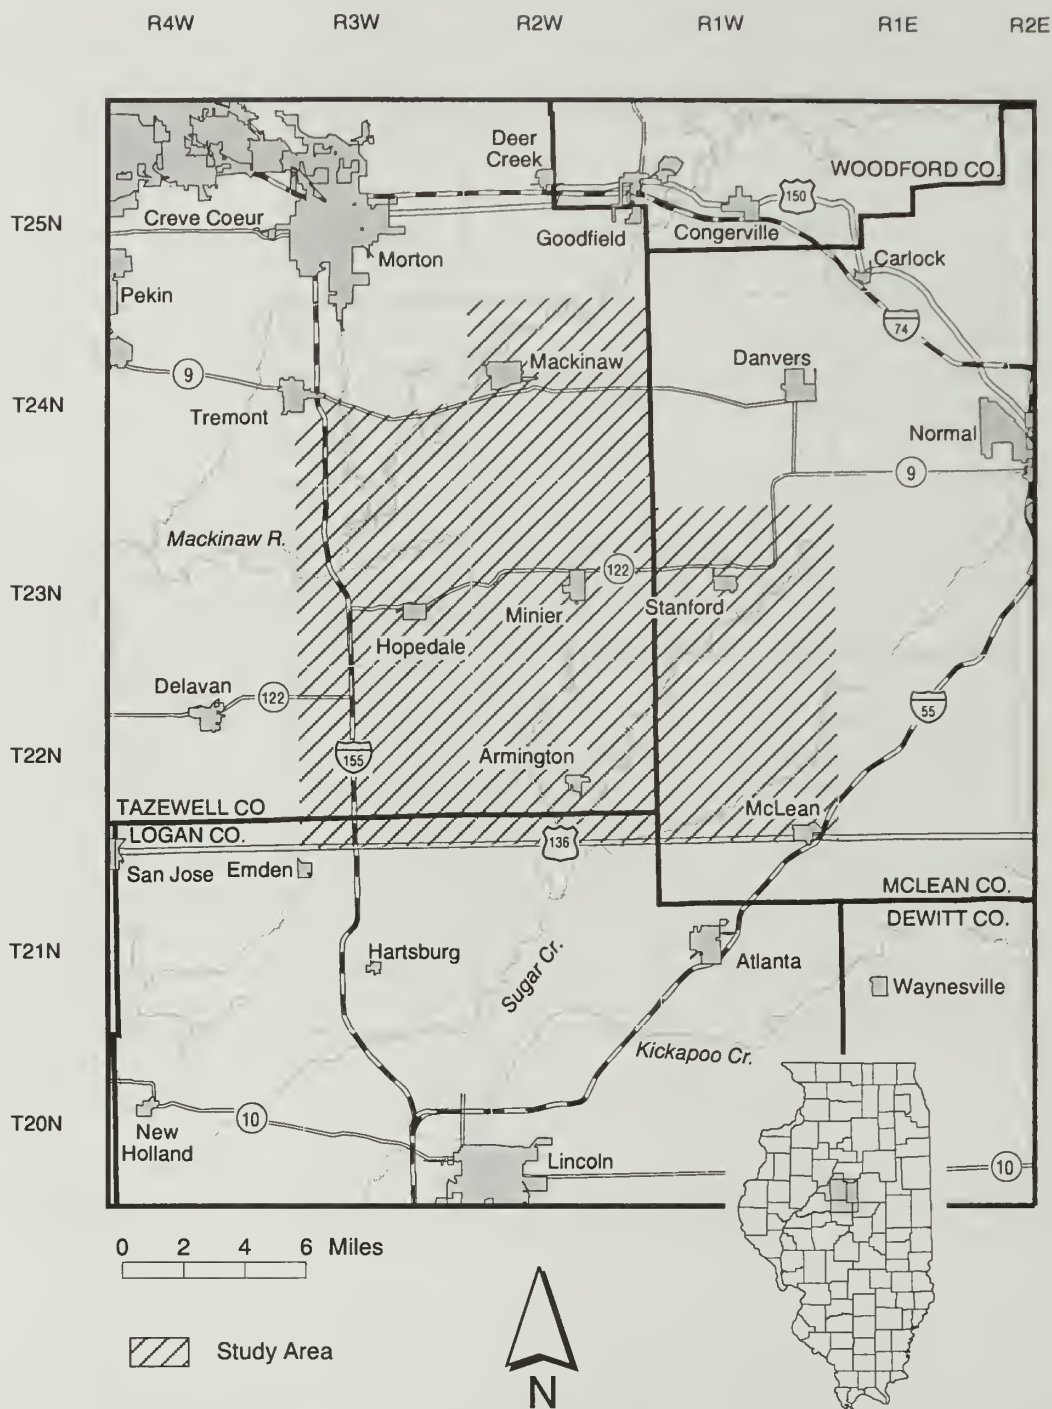 R4W R3W R2W R1W R1E R2E
Deer
Creek
WOODFORD CO.
150
T25N
Creve Coeur
Goodfield
Congerville
Morton
Carlock
Pekin
74
Mackinaw
Danvers
9
T24N
Tremont
Normal
9
Mackinaw R.
122
T23N
Minier
Stanford
Hopedale
Delavan
122
55
T22N
155
Armington
TAZEWELL CO
McLean
LOGAN CO.
136
San Jose
Emden
MCLEAN CO.
DEWITT CO.
T21N
Hartsburg
Sugar Cr.
Atlanta
Waynesville
Kickapoo Cr.
T20N
10
New
Holland
Lincoln
10
0 2 4 6 Miles
Study Area
N